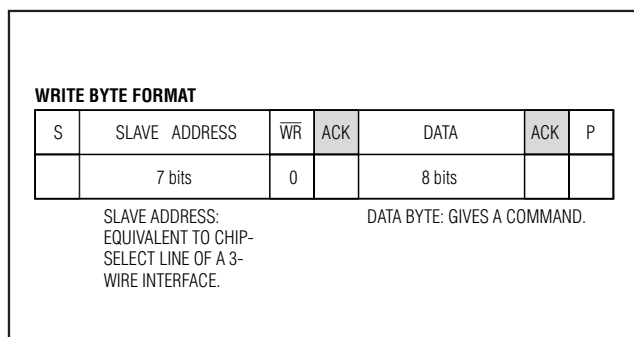 WRITE BYTE FORMAT
S SLAVE ADDRESS WR ACK DATA ACK P
7 bits 0 8 bits
SLAVE ADDRESS:
EQUIVALENT TO CHIP-
SELECT LINE OF A 3-
WIRE INTERFACE.
DATA BYTE: GIVES A COMMAND.